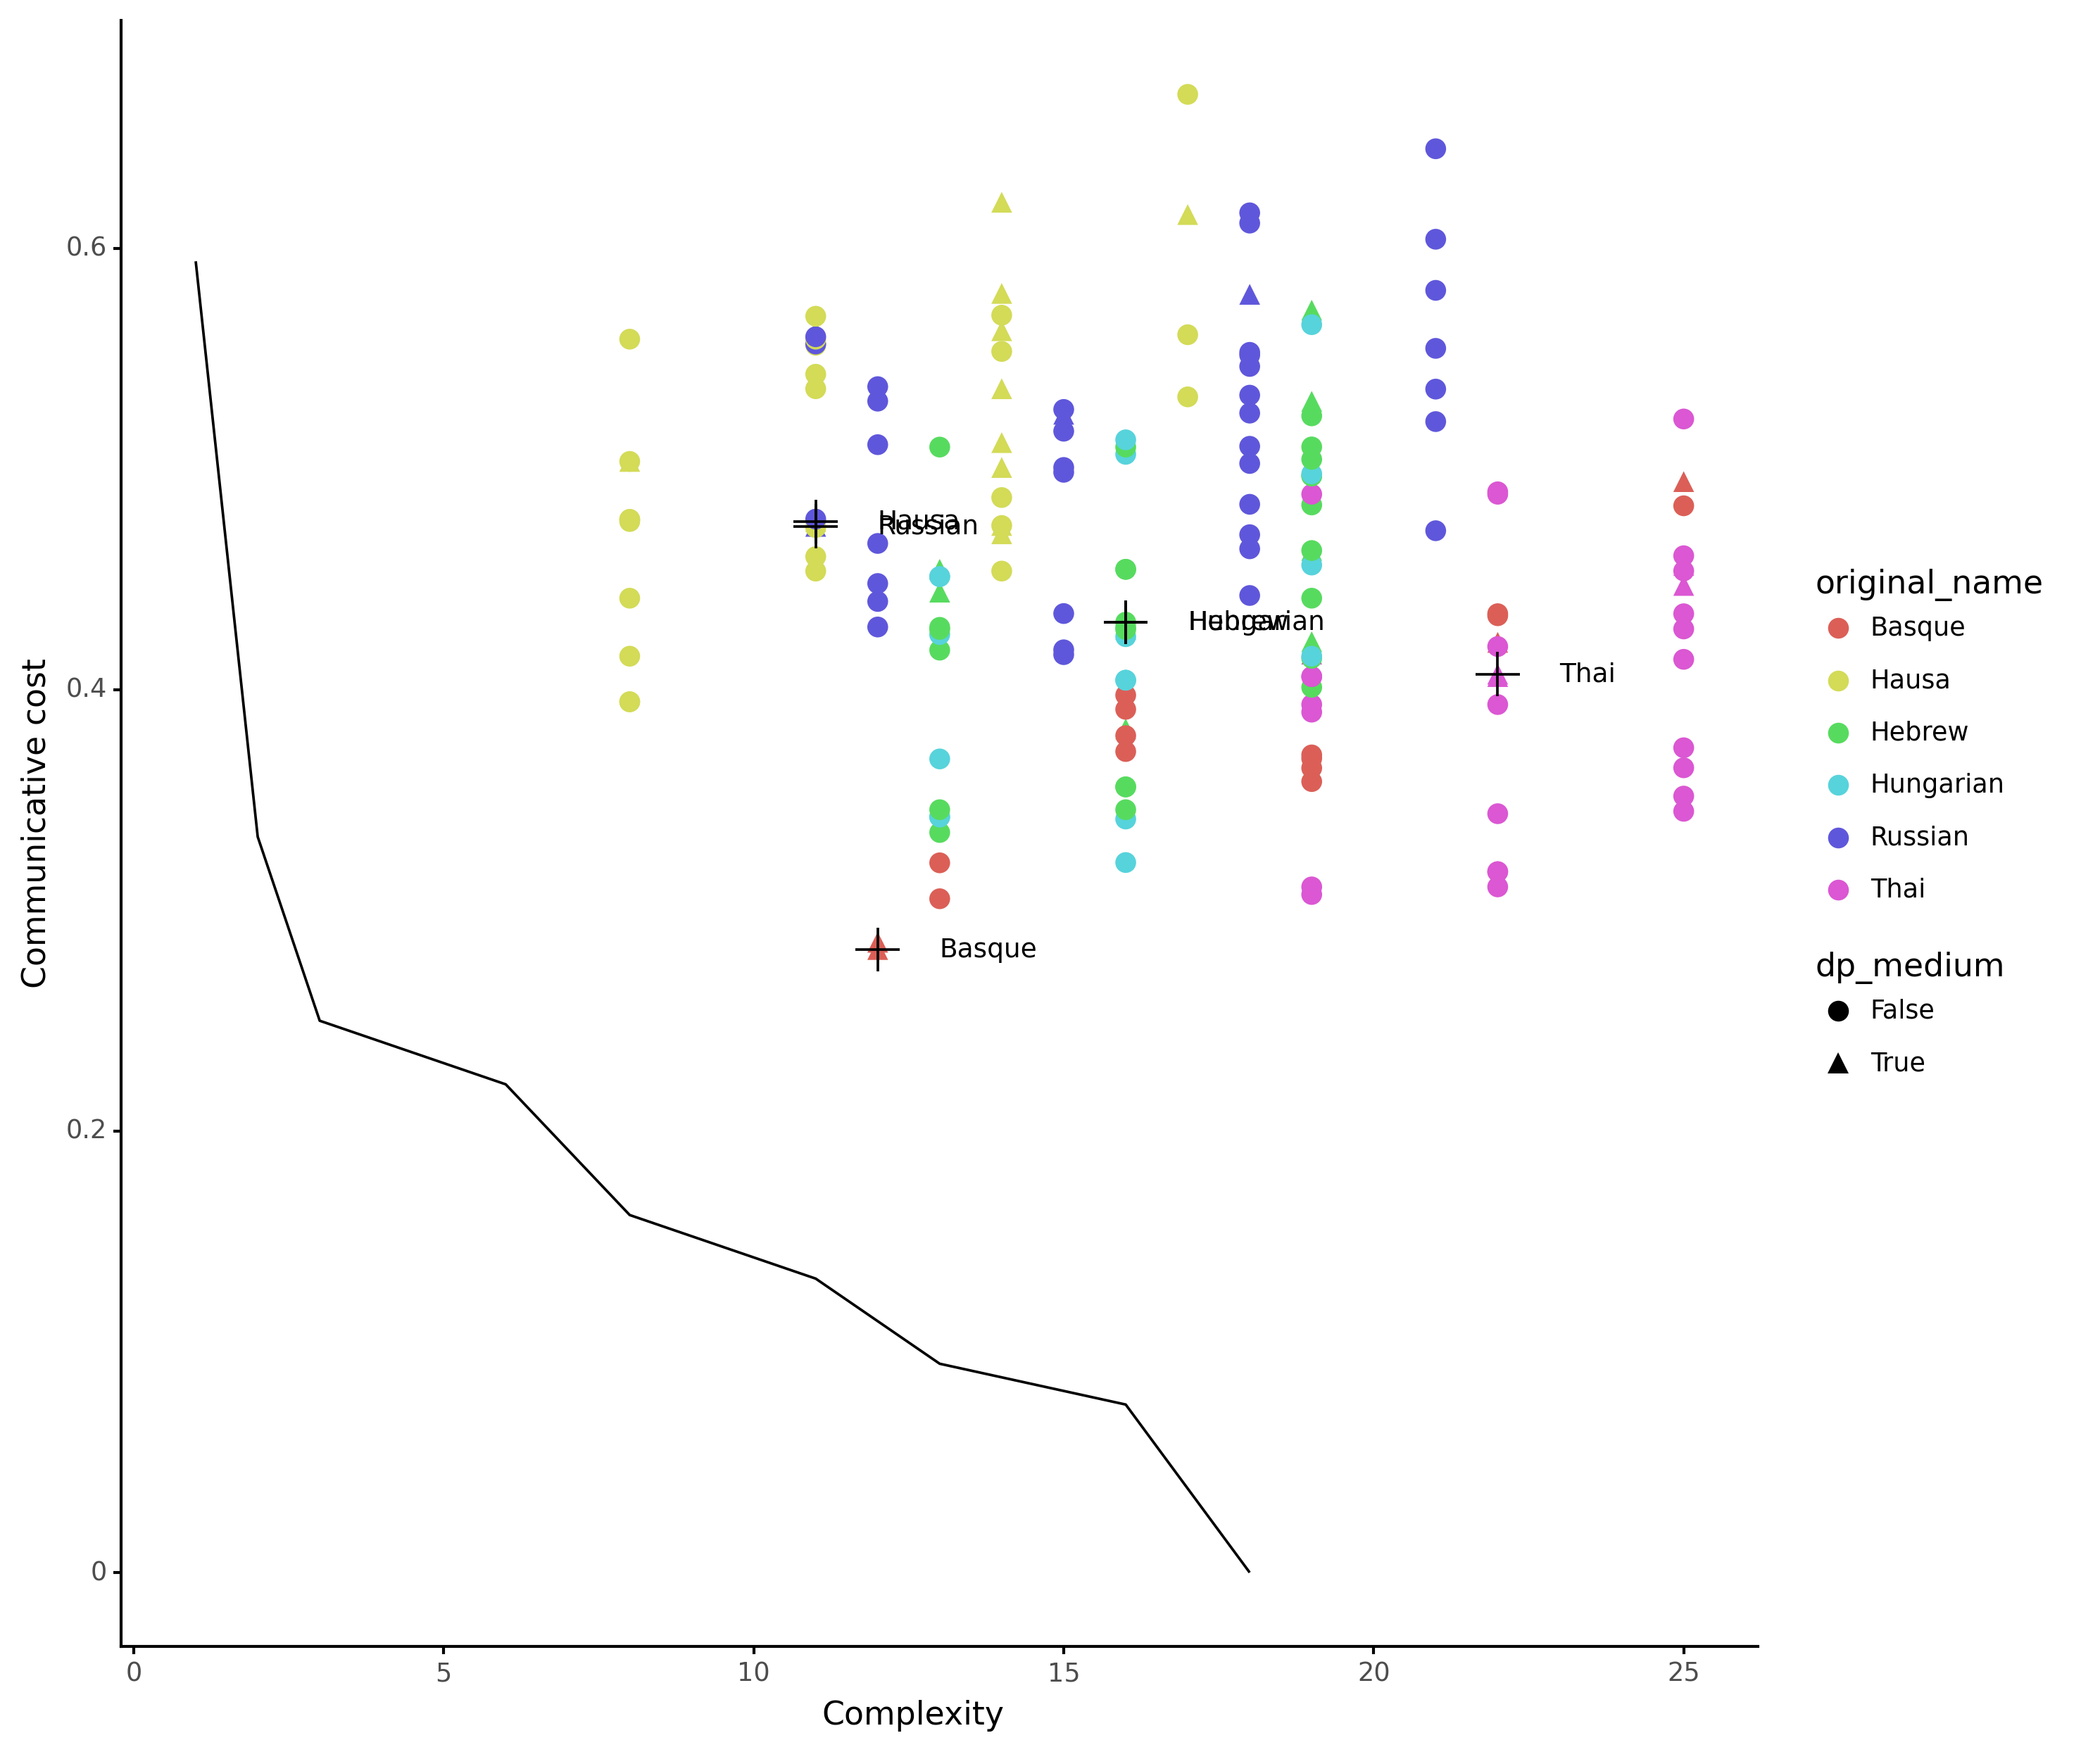 Communicative cost
0.6
0.4
0.2
0
0
5
10
15
20
25
Complexity
Hausa
Russian
Hebrew
Hungarian
Thai
Basque
original_name
Basque
Hausa
Hebrew
Hungarian
Russian
Thai
dp_medium
False
True